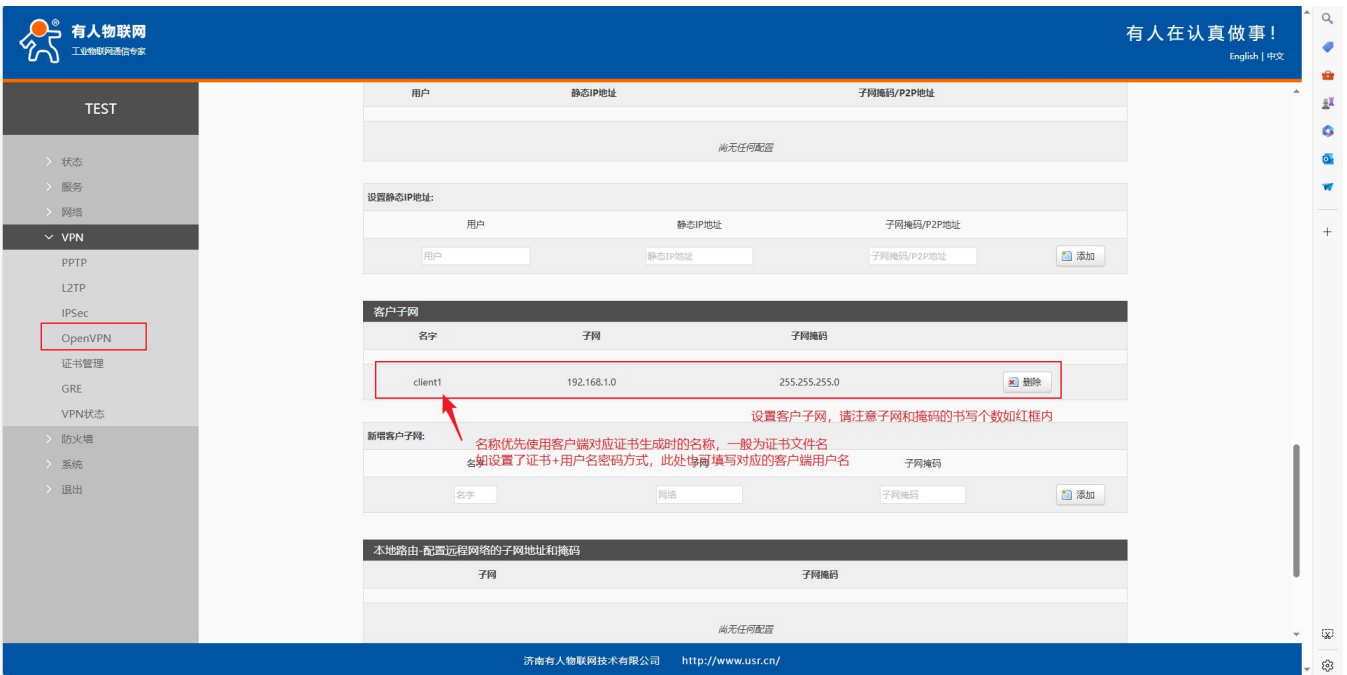 有人物联网
工业物联网通信专家
有人在认真做事!
English | 中文
TEST
状态
服务
网络
VPN
PPTP
L2TP
IPSec
OpenVPN
证书管理
GRE
VPN状态
防火墙
系统
退出
用户 静态IP地址 子网掩码/P2P地址
尚无任何配置
设置静态IP地址:
用户 静态IP地址 子网掩码/P2P地址
用户 静态IP地址 子网掩码/P2P地址 添加
客户子网
名字 子网 子网掩码
client1 192.168.1.0 255.255.255.0 删除
设置客户子网，请注意子网和掩码的书写个数如红框内
新增客户子网:
名称优先使用客户端对应证书生成时的名称，一般为证书文件名
如设置了证书+用户名密码方式，此处也可填写对应的客户端用户名
名字 子网 子网掩码
名字 网络 子网掩码 添加
本地路由-配置远程网络的子网地址和掩码
子网 子网掩码
尚无任何配置
济南有人物联网技术有限公司 http://www.usr.cn/